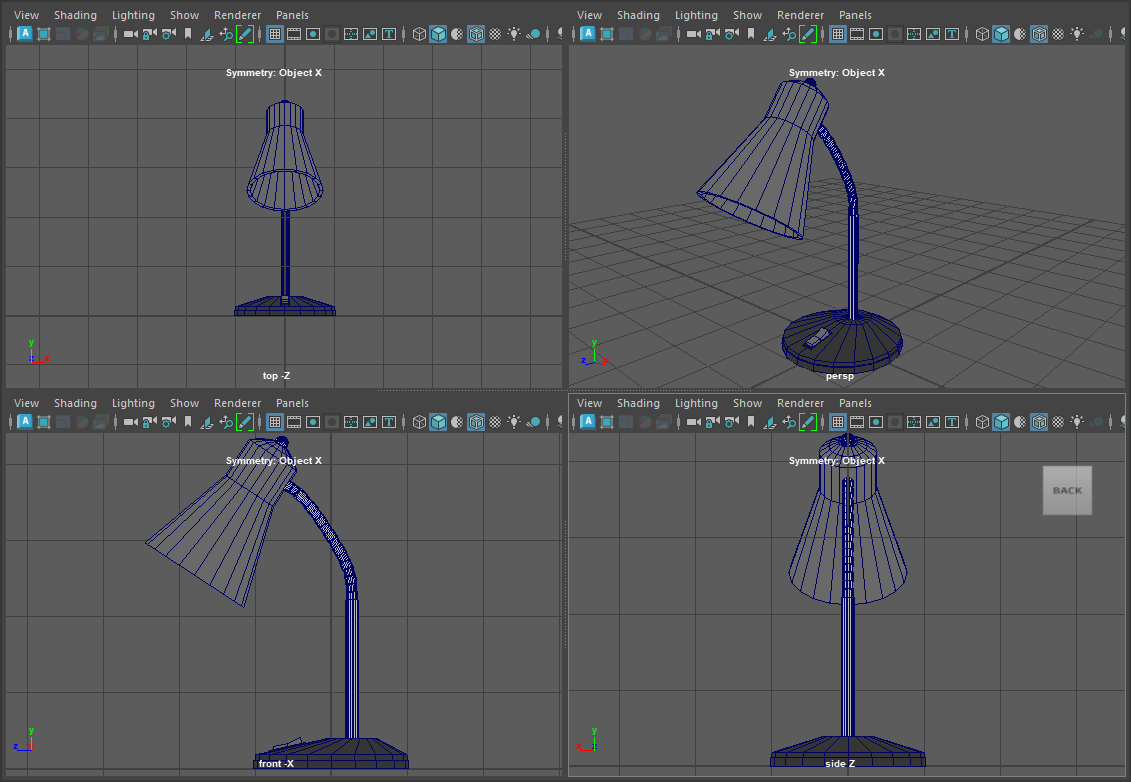 View Shading Lighting Show Renderer Panels
A T
Symmetry: Object X
y
z x
top -Z
View Shading Lighting Show Renderer Panels
A T
Symmetry: Object X
y
z x
persp
View Shading Lighting Show Renderer Panels
A T
Symmetry: Object X
y
z x
front -X
View Shading Lighting Show Renderer Panels
A T
Symmetry: Object X
BACK
y
x z
side Z